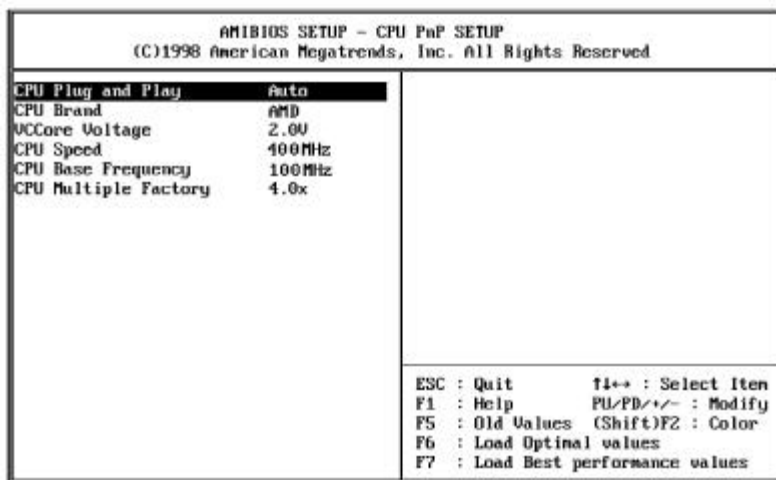 AMIBIOS SETUP - CPU PnP SETUP
(C)1998 American Megatrends, Inc. All Rights Reserved
CPU Plug and Play Auto
CPU Brand AMD
VCCore Voltage 2.0V
CPU Speed 400MHz
CPU Base Frequency 100MHz
CPU Multiple Factory 4.0x
ESC : Quit ↑↓↔ : Select Item
F1 : Help PU/PD/+/- : Modify
F5 : Old Values (Shift)F2 : Color
F6 : Load Optimal values
F7 : Load Best performance values